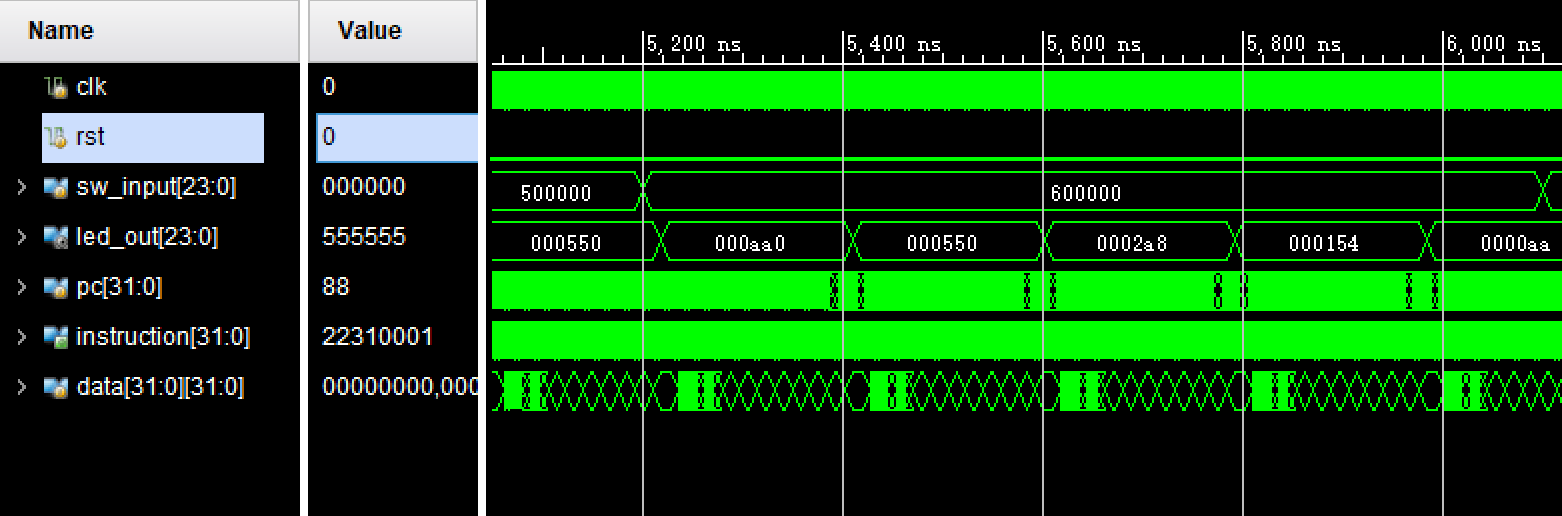 Name Value
5,200 ns 5,400 ns 5,600 ns 5,800 ns 6,000 ns
clk 0
rst 0
sw_input[23:0] 000000 500000 600000
led_out[23:0] 555555 000550 000aa0 000550 0002a8 000154 0000aa
pc[31:0] 88
instruction[31:0] 22310001
data[31:0][31:0] 00000000,000